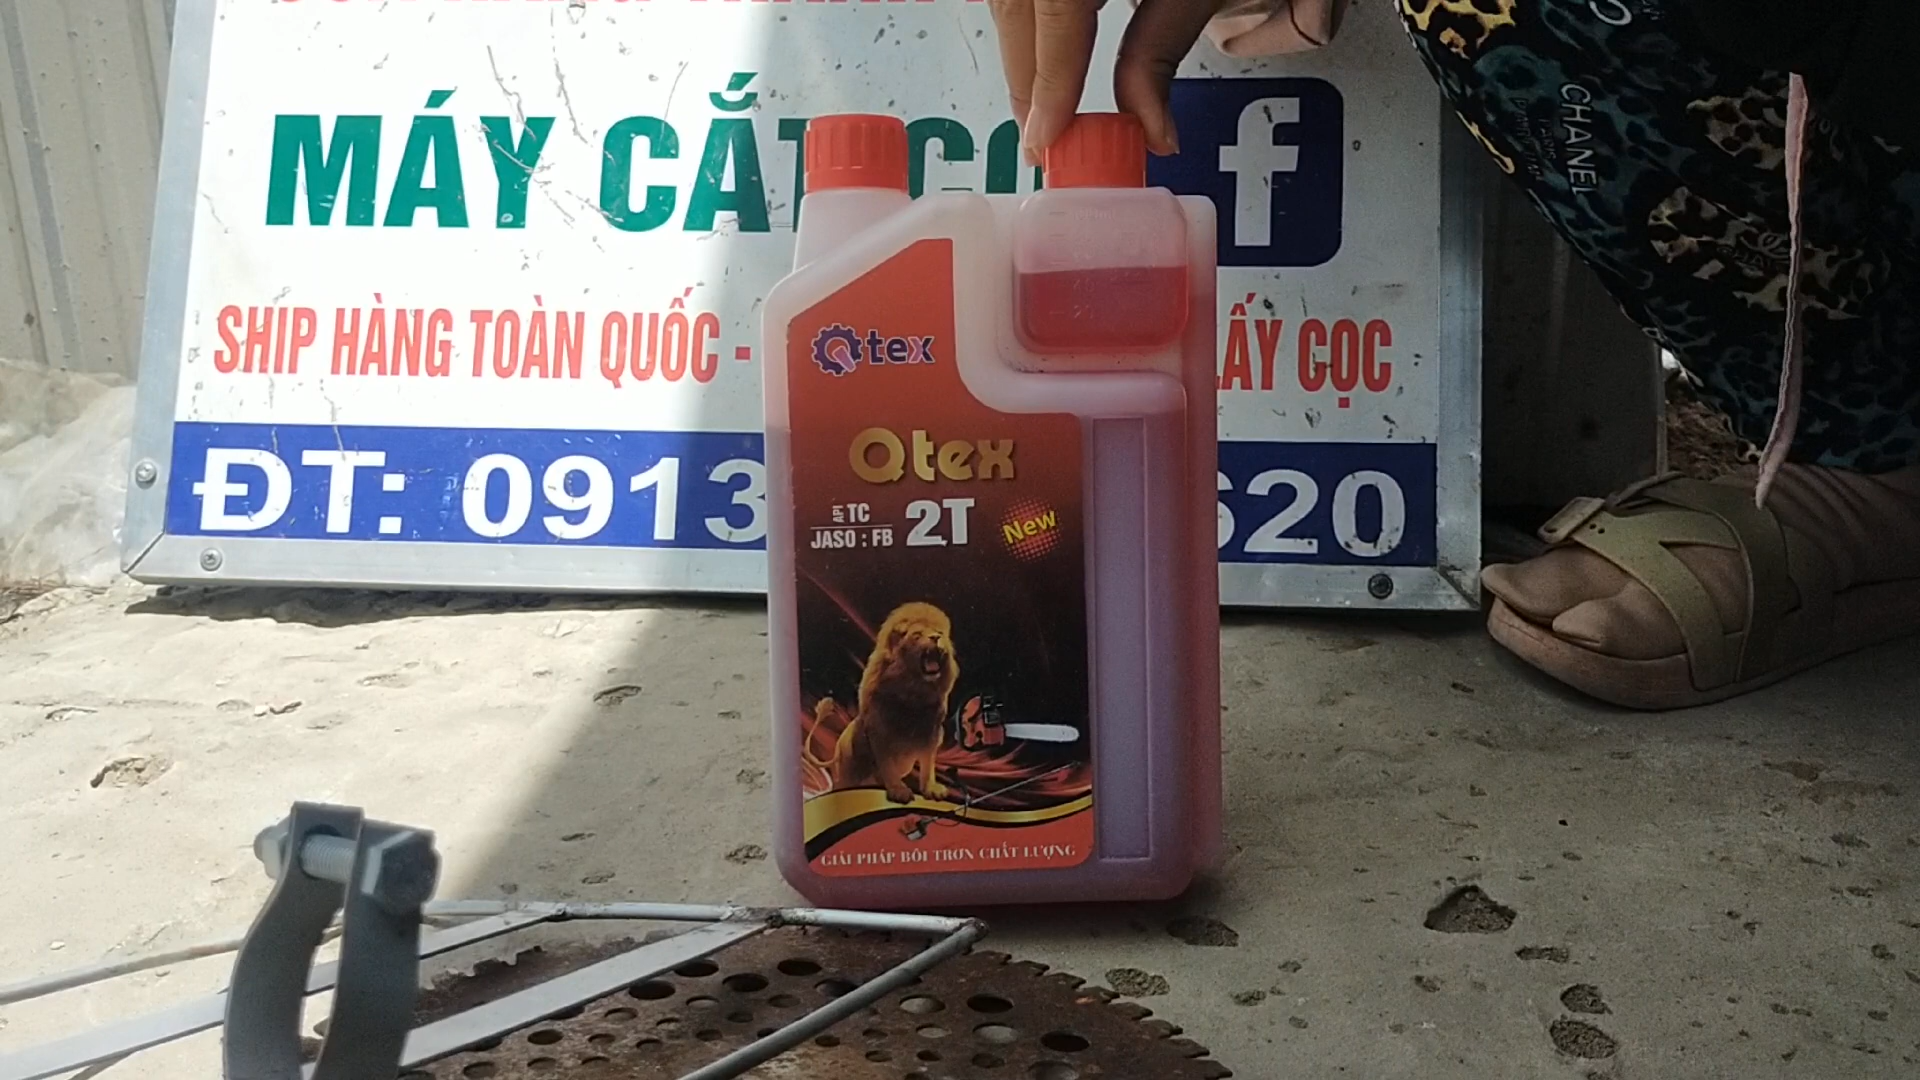 MÁY CẮT CỎ
f
SHIP HÀNG TOÀN QUỐC -
LẤY CỌC
ĐT: 0913
620
Qtex
Qtex
API TC
JASO : FB
2T
New
GIẢI PHÁP BÔI TRƠN CHẤT LƯỢNG
CHANEL